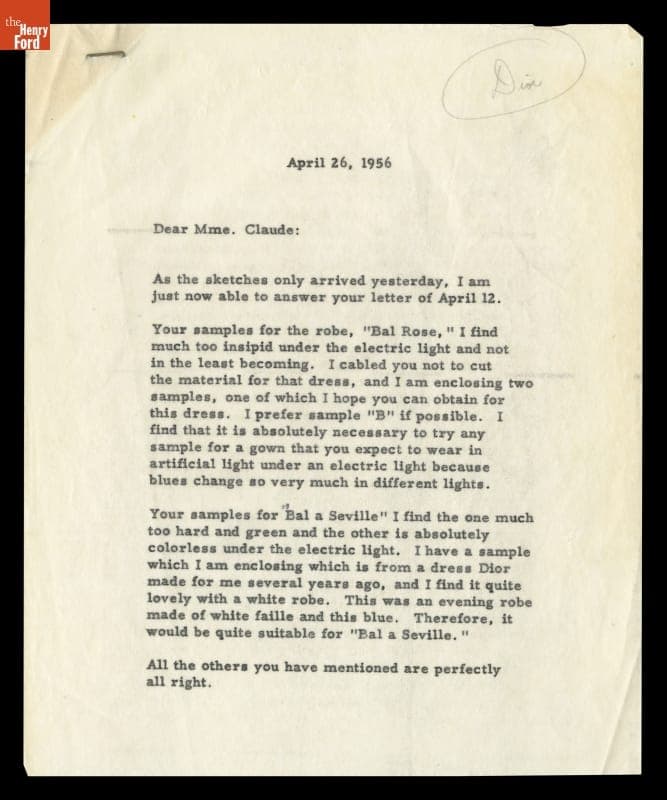 the
Henry
Ford
Dior
April 26, 1956
Dear Mme. Claude:
As the sketches only arrived yesterday, I am
just now able to answer your letter of April 12.
Your samples for the robe, "Bal Rose," I find
much too insipid under the electric light and not
in the least becoming. I cabled you not to cut
the material for that dress, and I am enclosing two
samples, one of which I hope you can obtain for
this dress. I prefer sample "B" if possible. I
find that it is absolutely necessary to try any
sample for a gown that you expect to wear in
artificial light under an electric light because
blues change so very much in different lights.
Your samples for "Bal a Seville" I find the one much
too hard and green and the other is absolutely
colorless under the electric light. I have a sample
which I am enclosing which is from a dress Dior
made for me several years ago, and I find it quite
lovely with a white robe. This was an evening robe
made of white faille and this blue. Therefore, it
would be quite suitable for "Bal a Seville."
All the others you have mentioned are perfectly
all right.